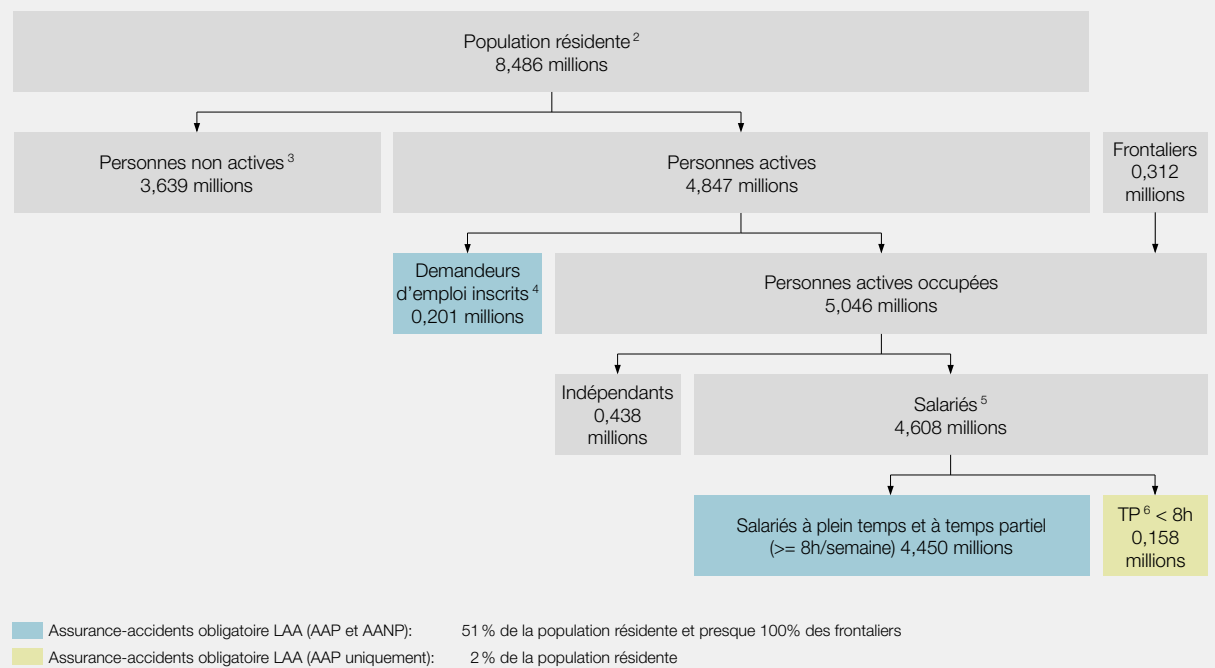 Population résidente 2
8,486 millions
Personnes non actives 3
3,639 millions
Personnes actives
4,847 millions
Frontaliers
0,312
millions
Demandeurs
d’emploi inscrits 4
0,201 millions
Personnes actives occupées
5,046 millions
Indépendants
0,438
millions
Salariés 5
4,608 millions
Salariés à plein temps et à temps partiel
(>= 8h/semaine) 4,450 millions
TP 6 < 8h
0,158
millions
Assurance-accidents obligatoire LAA (AAP et AANP): 51 % de la population résidente et presque 100% des frontaliers
Assurance-accidents obligatoire LAA (AAP uniquement): 2 % de la population résidente